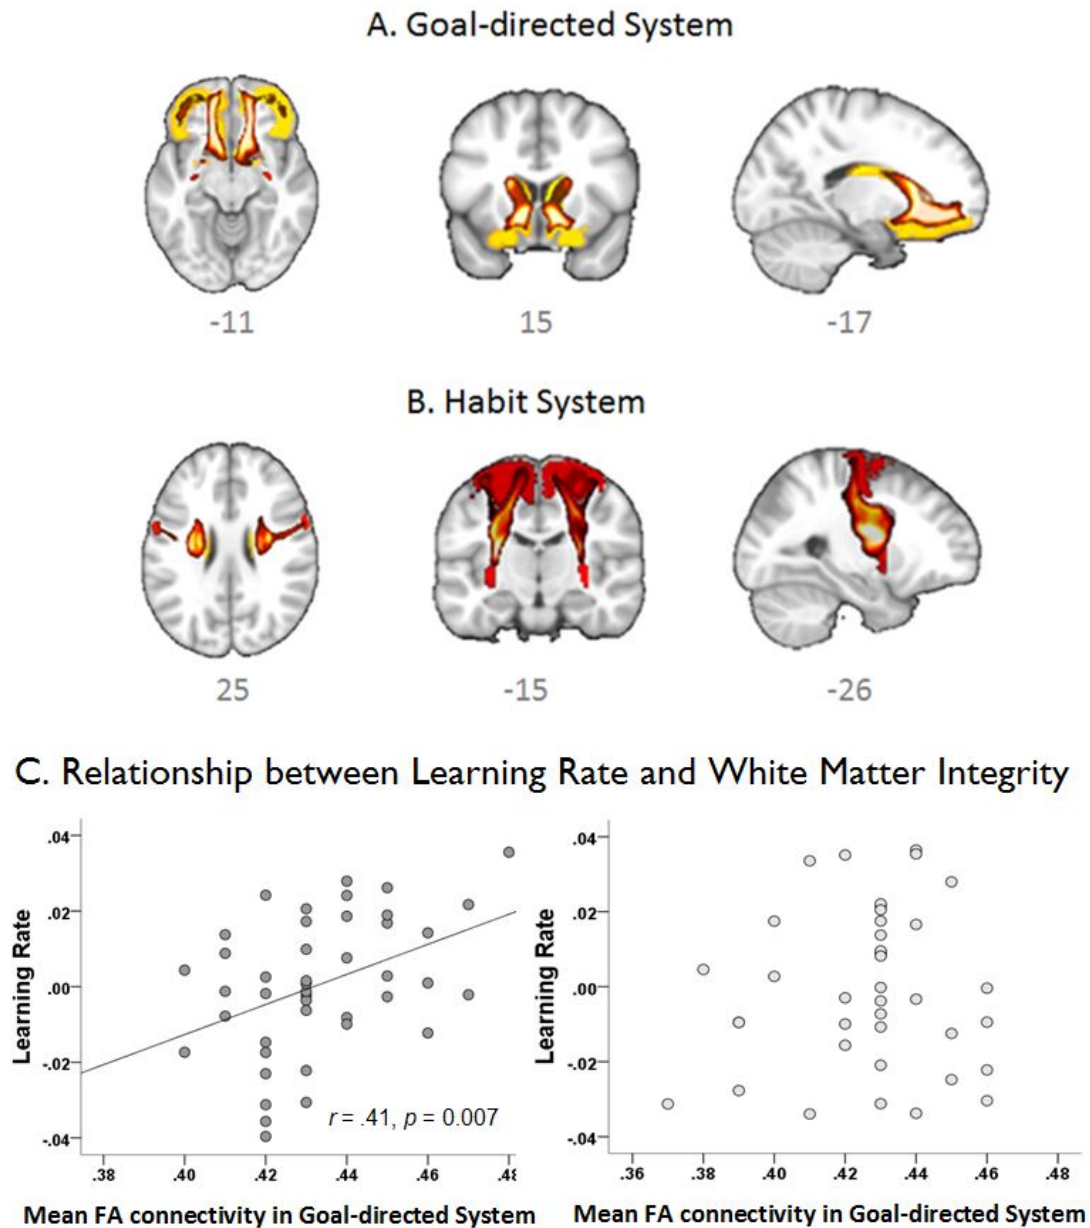 A. Goal-directed System
-11 15 -17
B. Habit System
25 -15 -26
C. Relationship between Learning Rate and White Matter Integrity
.04
.02
.00
-.02
-.04
Learning Rate
r = .41, p = 0.007
.38 .40 .42 .44 .46 .48
Mean FA connectivity in Goal-directed System
.04
.02
.00
-.02
-.04
Learning Rate
.36 .38 .40 .42 .44 .46 .48
Mean FA connectivity in Goal-directed System